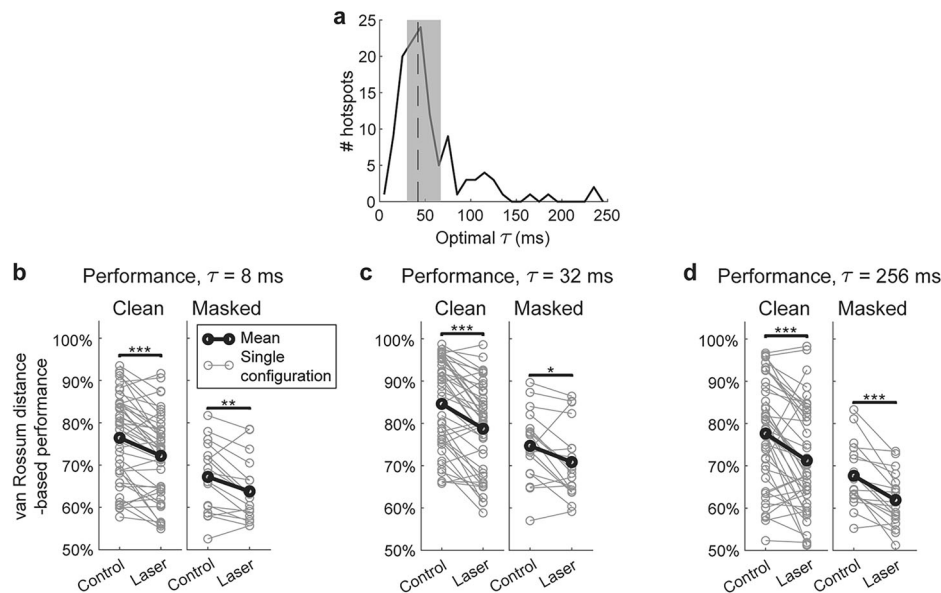 a
# hotspots
25
20
15
10
5
0
0 50 100 150 200 250
Optimal τ (ms)
b Performance, τ = 8 ms
Clean Masked
van Rossum distance
-based performance
100%
90%
80%
70%
60%
50%
***
**
Mean
Single
configuration
Control Laser Control Laser
c Performance, τ = 32 ms
Clean Masked
100%
90%
80%
70%
60%
50%
***
*
Control Laser Control Laser
d Performance, τ = 256 ms
Clean Masked
100%
90%
80%
70%
60%
50%
***
***
Control Laser Control Laser